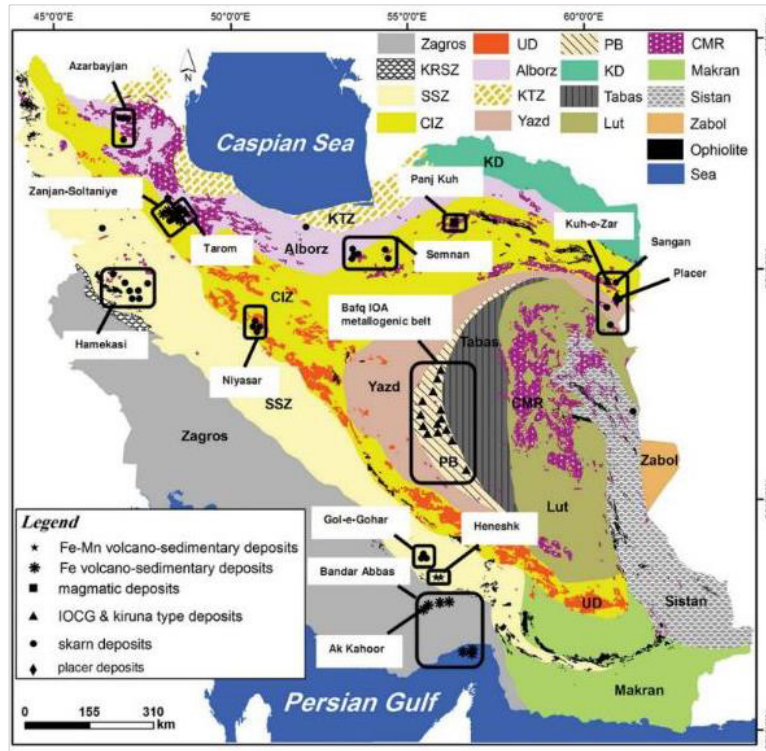 45°0'0"E
50°0'0"E
55°0'0"E
60°0'0"E
Zagros
UD
PB
CMR
KRSZ
Alborz
KD
Makran
SSZ
KTZ
Tabas
Sistan
CIZ
Yazd
Lut
Zabol
Ophiolite
Sea
Azarbayjan
N
Caspian Sea
KD
Panj Kuh
Zanjan-Soltaniye
KTZ
Kuh-e-Zar
Sangan
Tarom
Alborz
Semnan
Placer
CIZ
Bafq IOA
metallogenic belt
Hamekasi
Tabas
Niyasar
Yazd
SSZ
CMR
Zagros
PB
Zabol
Lut
Gol-e-Gohar
Heneshk
Bandar Abbas
UD
Sistan
Ak Kahoor
Makran
Persian Gulf
Legend
Fe-Mn volcano-sedimentary deposits
Fe volcano-sedimentary deposits
magmatic deposits
IOCG & kiruna type deposits
skarn deposits
placer deposits
0 155 310
km